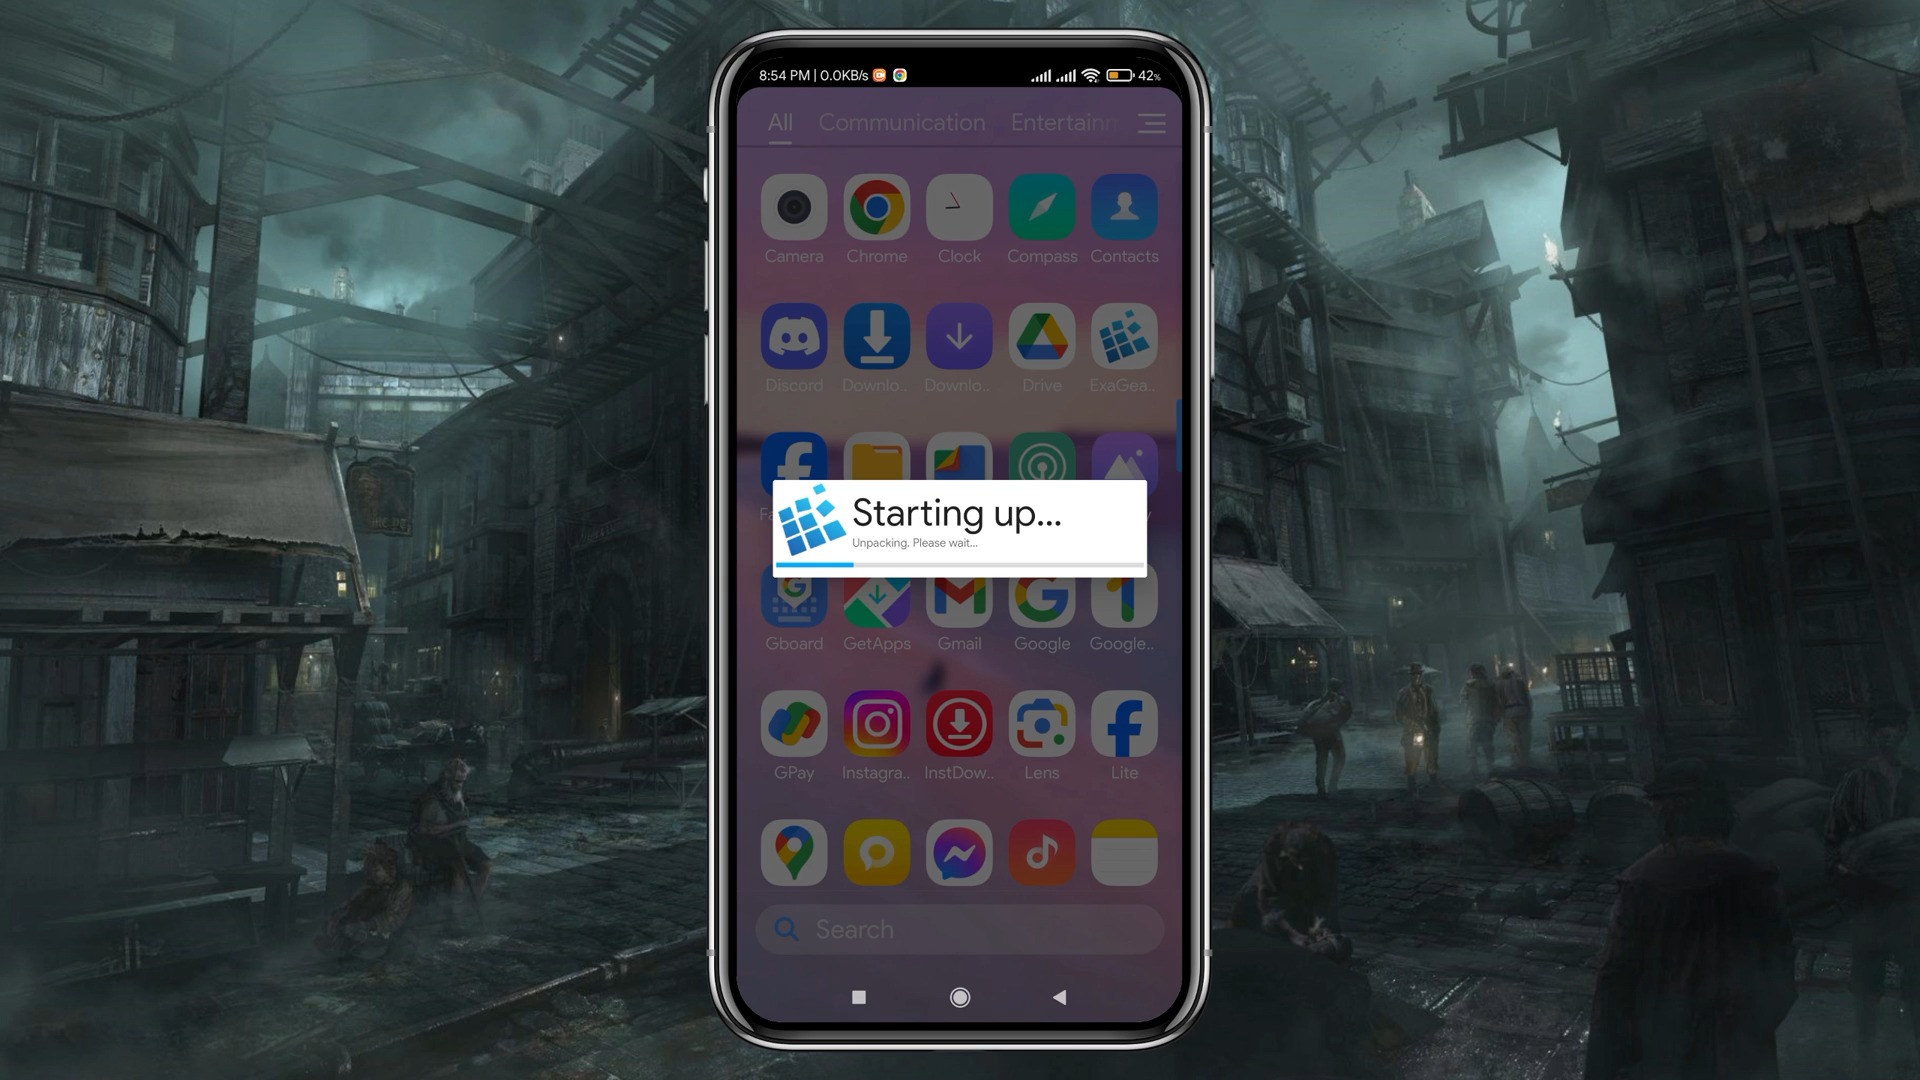 8:54 PM | 0.0KB/s 42%
All Communication Entertainm
Camera Chrome Clock Compass Contacts
Discord Downlo.. Downlo.. Drive ExaGea..
Starting up...
Unpacking. Please wait...
Gboard GetApps Gmail Google Google..
GPay Instagra.. InstDow.. Lens Lite
Search